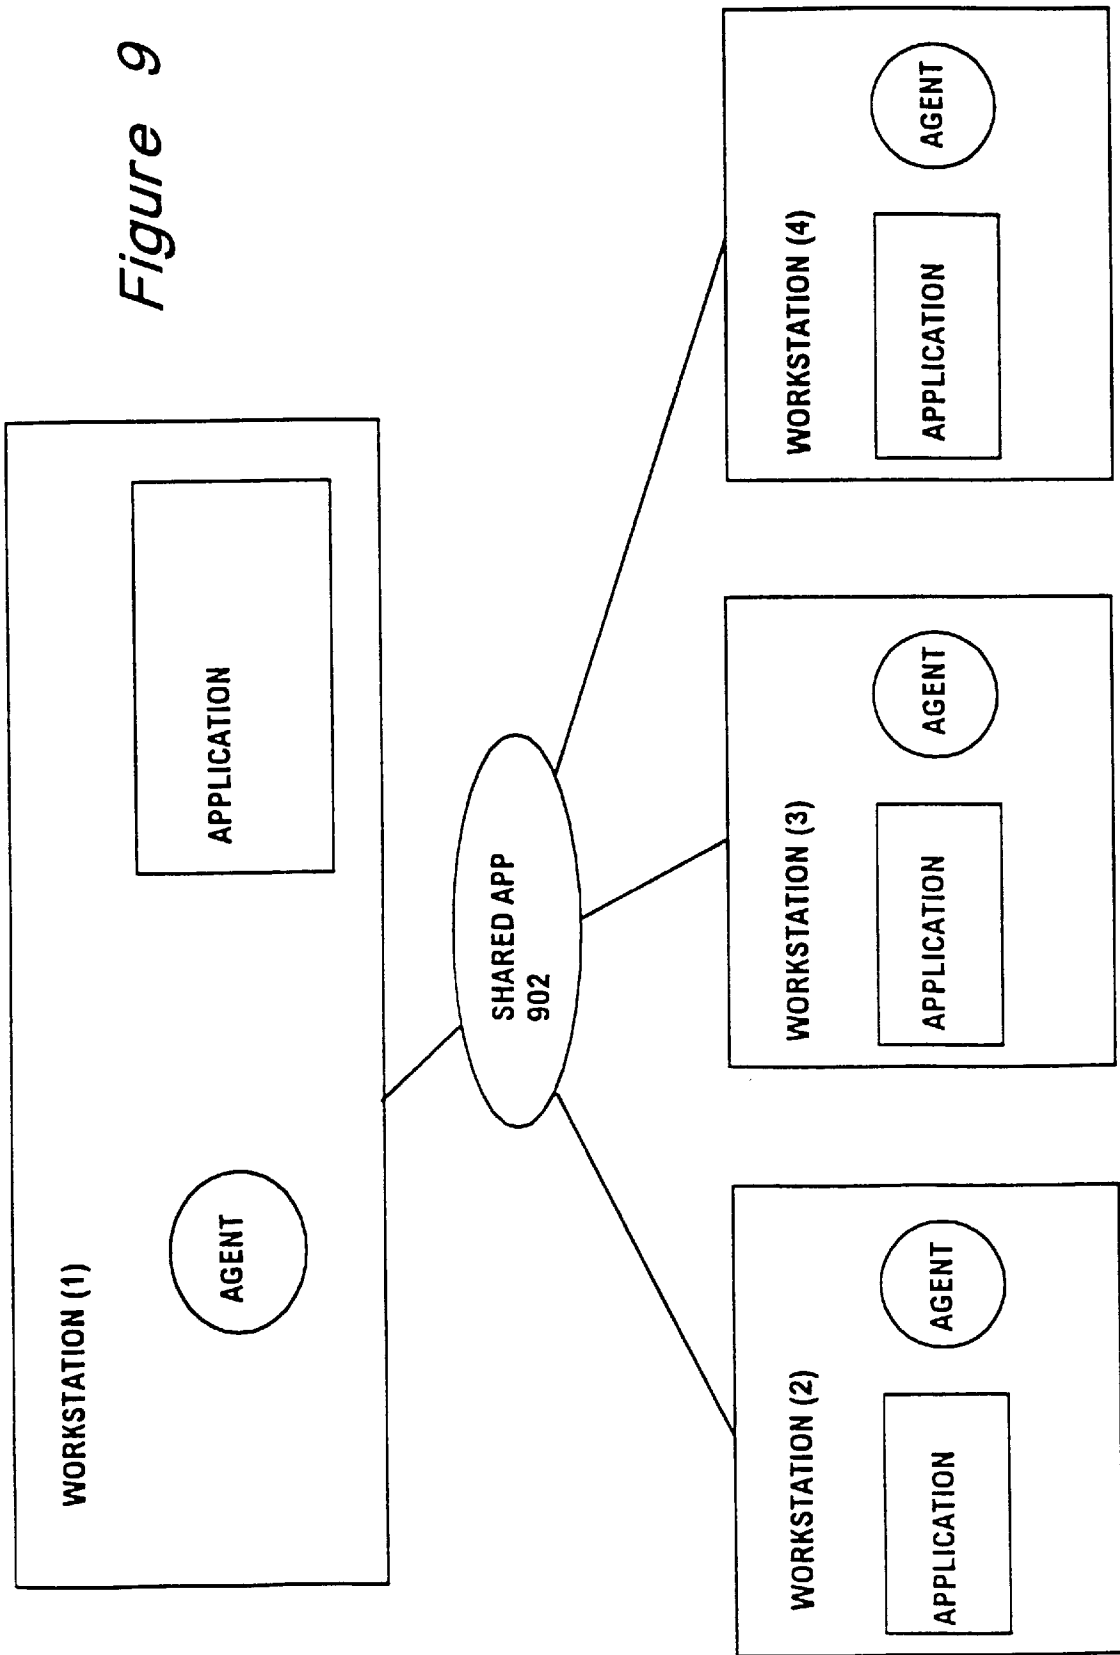 Figure 9
WORKSTATION (1)
AGENT
APPLICATION
SHARED APP
902
WORKSTATION (2)
APPLICATION
AGENT
WORKSTATION (3)
APPLICATION
AGENT
WORKSTATION (4)
APPLICATION
AGENT